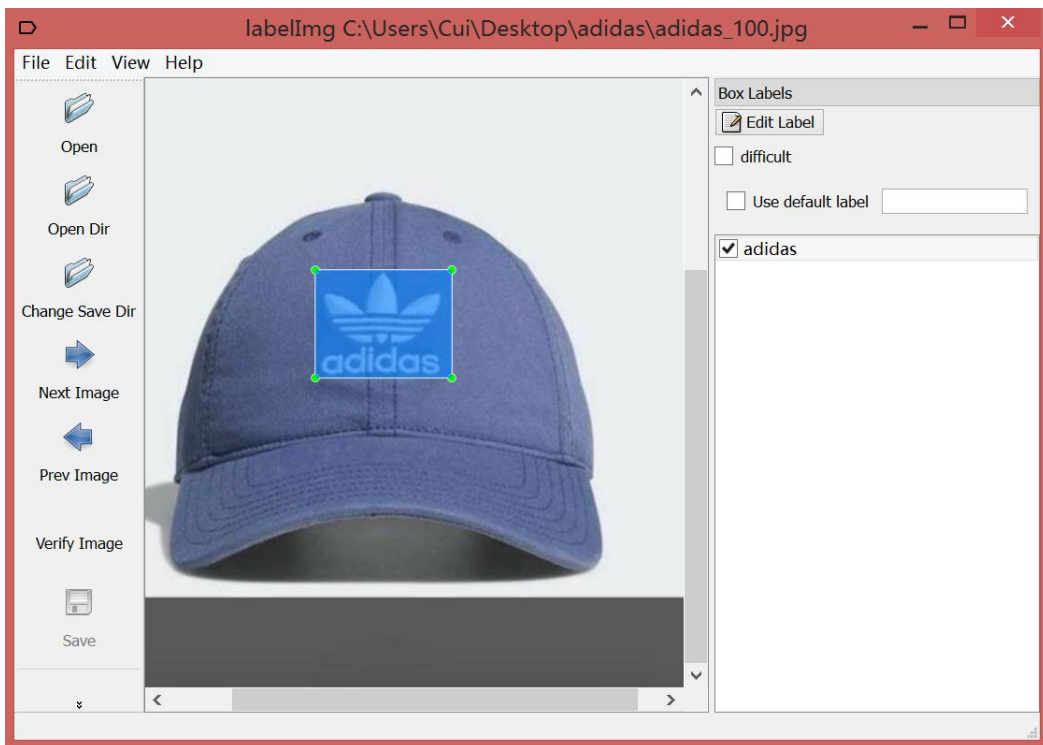 labelImg C:\Users\Cui\Desktop\adidas\adidas_100.jpg
File Edit View Help
Open
Open Dir
Change Save Dir
Next Image
Prev Image
Verify Image
Save
adidas
Box Labels
Edit Label
difficult
Use default label
adidas